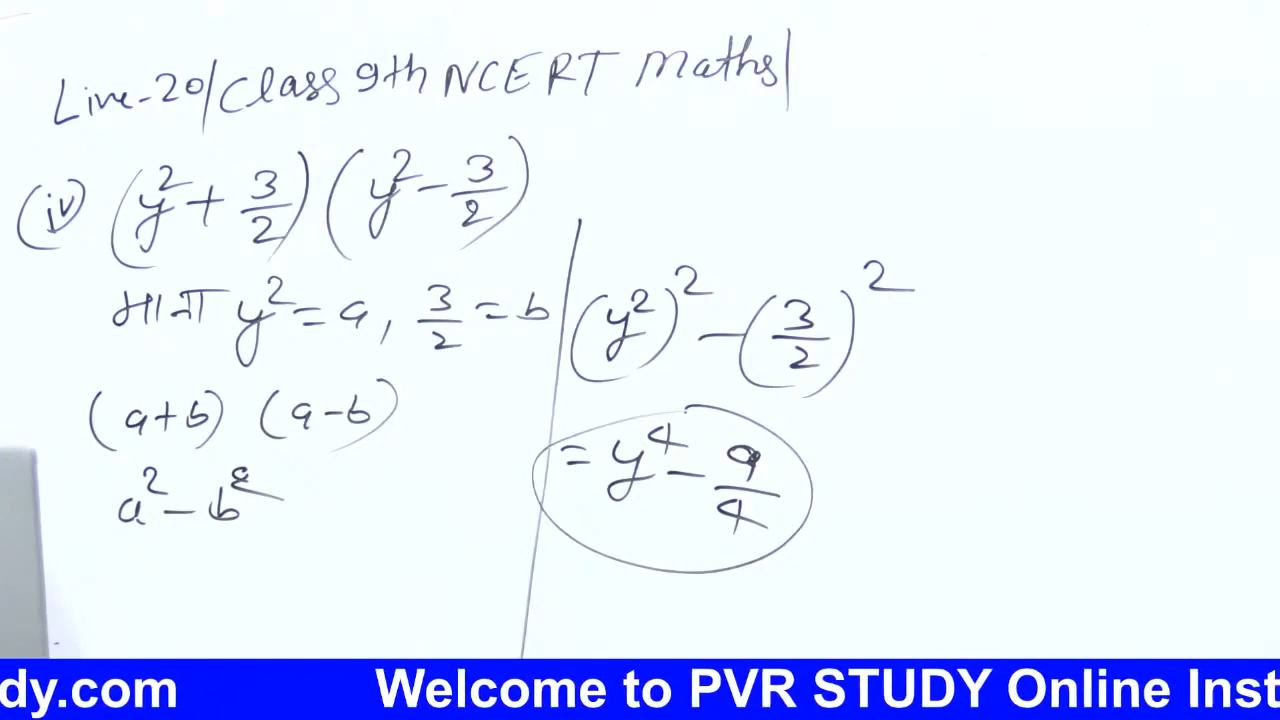 Live-20/Class 9th NCERT Maths/
(iv) (y² + 3/2) (y² - 3/2)
माना y² = a, 3/2 = b
(a+b) (a-b)
a² - b²
(y²)² - (3/2)²
= y⁴ - 9/4
dy.com Welcome to PVR STUDY Online Inst